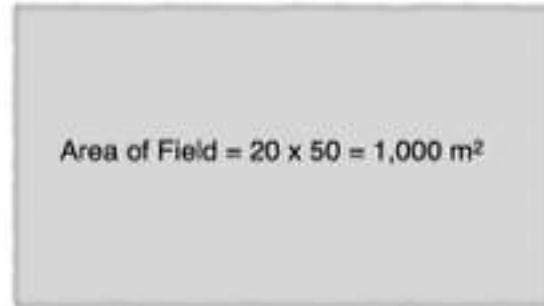 Area of Field = 20 x 50 = 1,000 m²